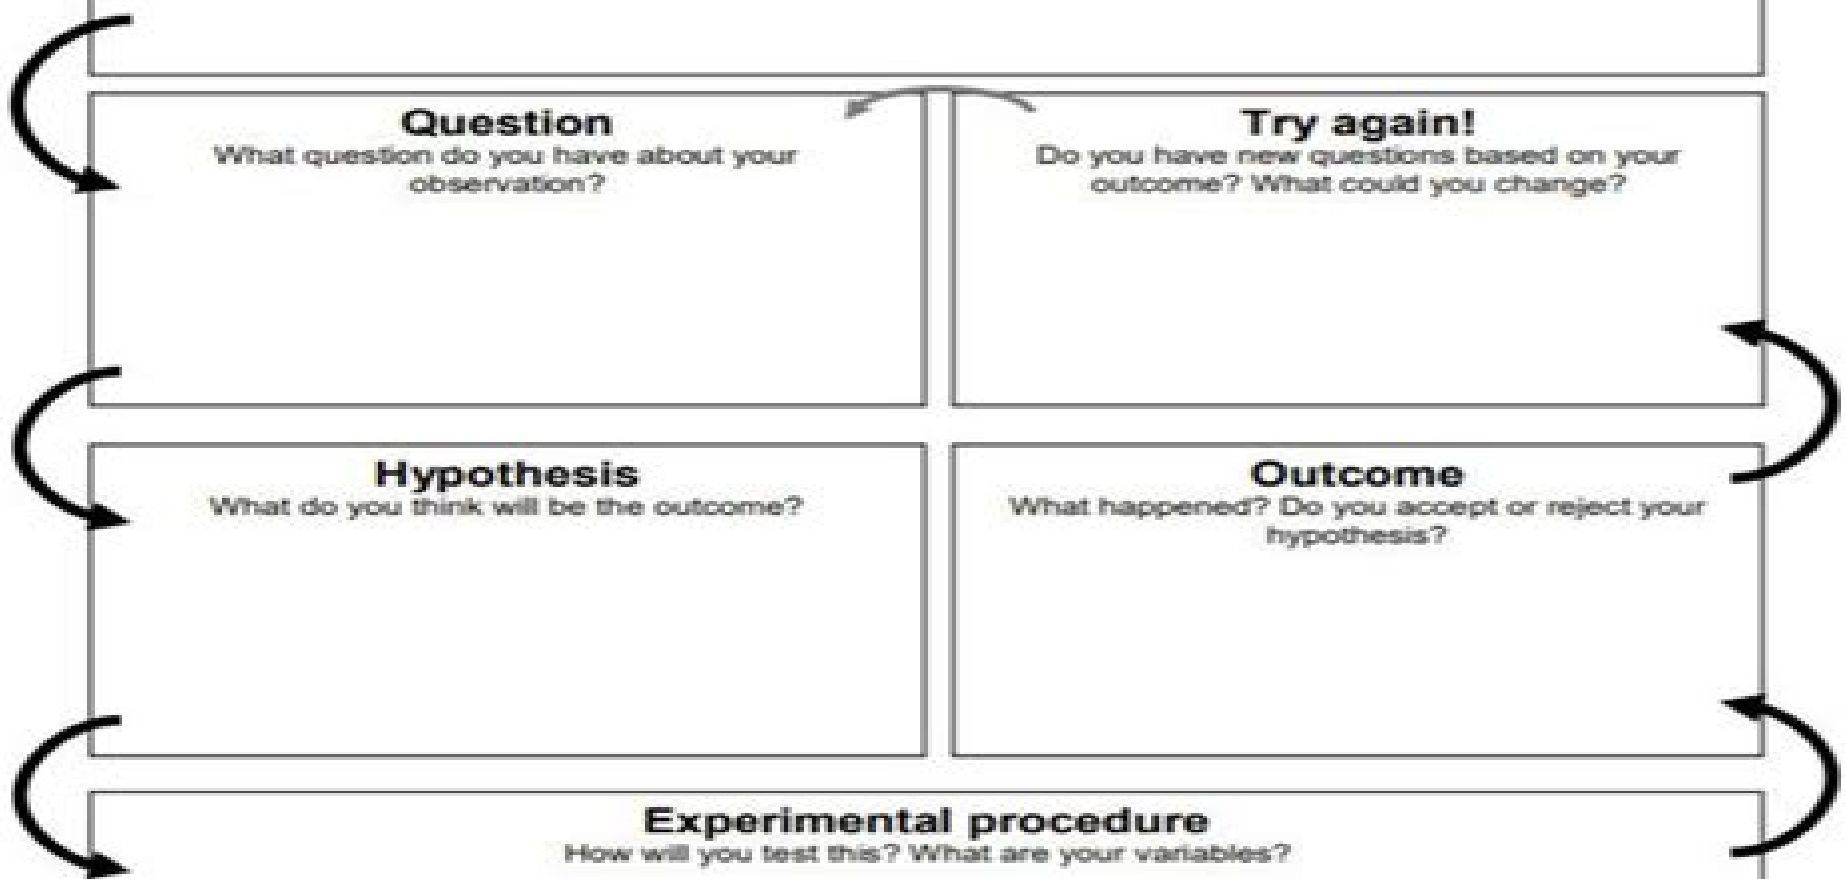 Question
What question do you have about your
observation?
Try again!
Do you have new questions based on your
outcome? What could you change?
Hypothesis
What do you think will be the outcome?
Outcome
What happened? Do you accept or reject your
hypothesis?
Experimental procedure
How will you test this? What are your variables?